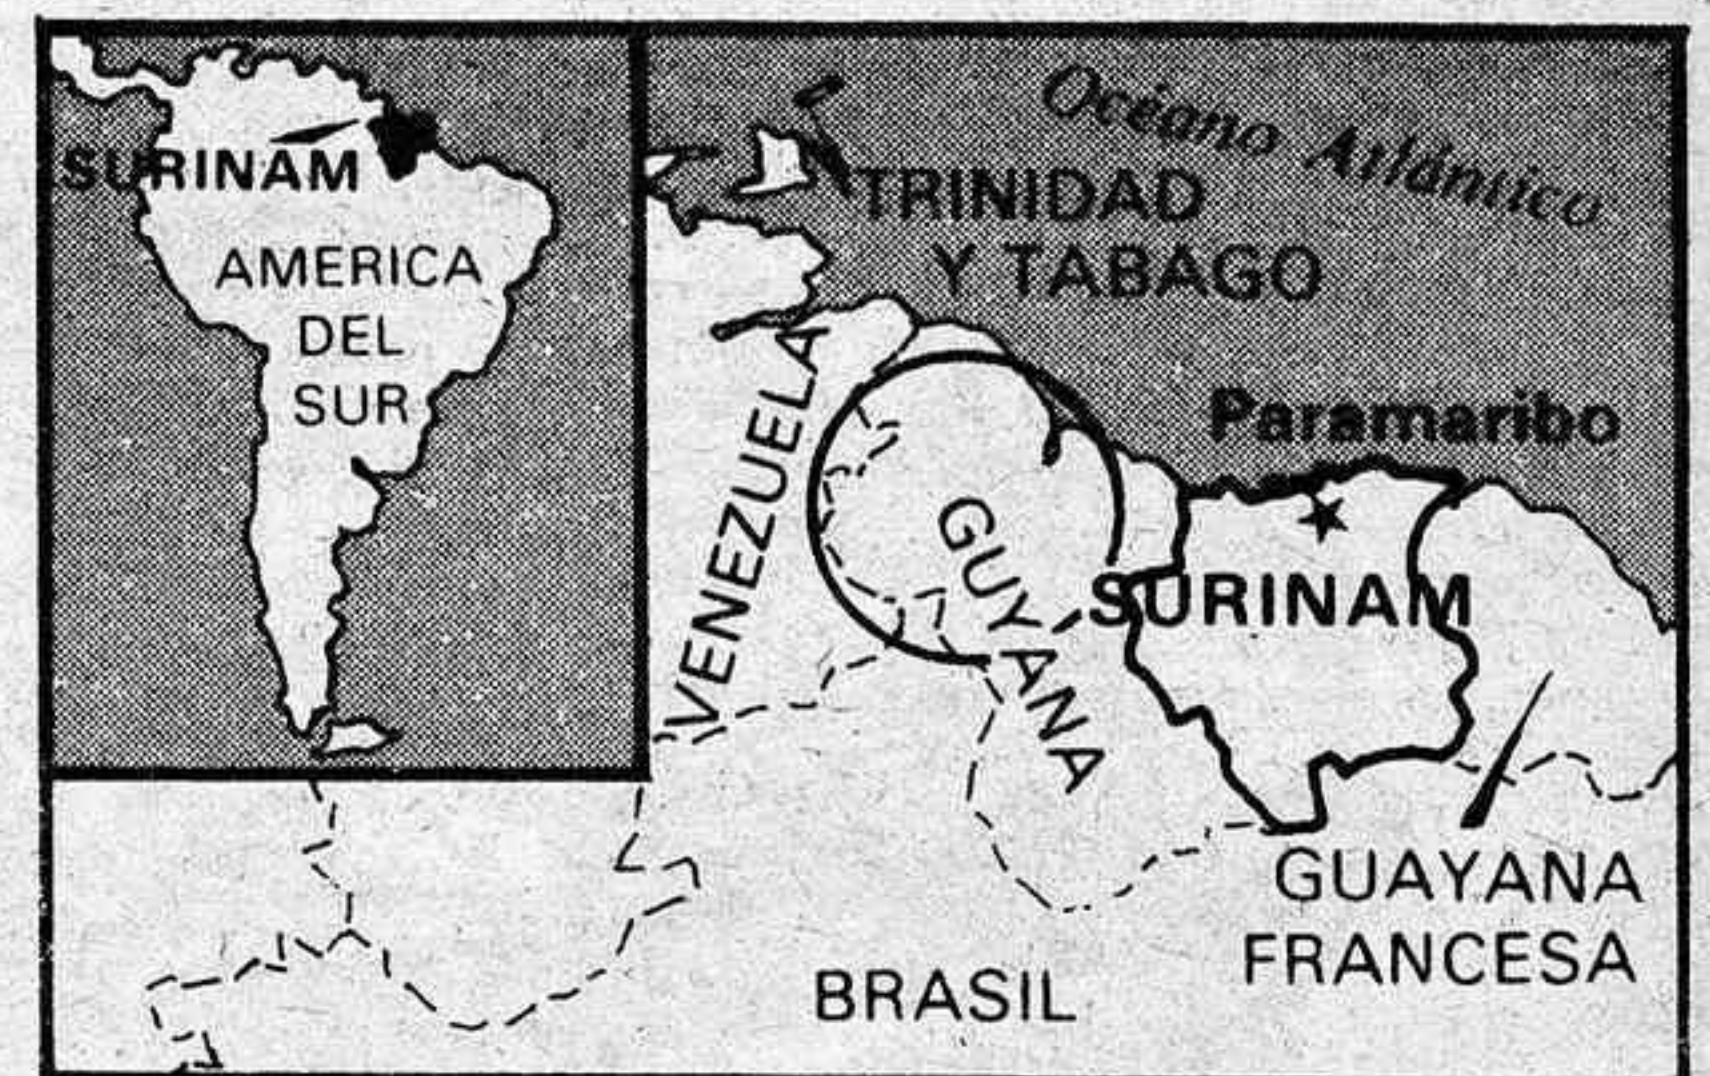 SURINAM
AMERICA
DEL
SUR
Océano Atlántico
TRINIDAD
Y TABAGO
Paramaribo
VENEZUELA
GUYANA
SURINAM
GUAYANA
FRANCESA
BRASIL